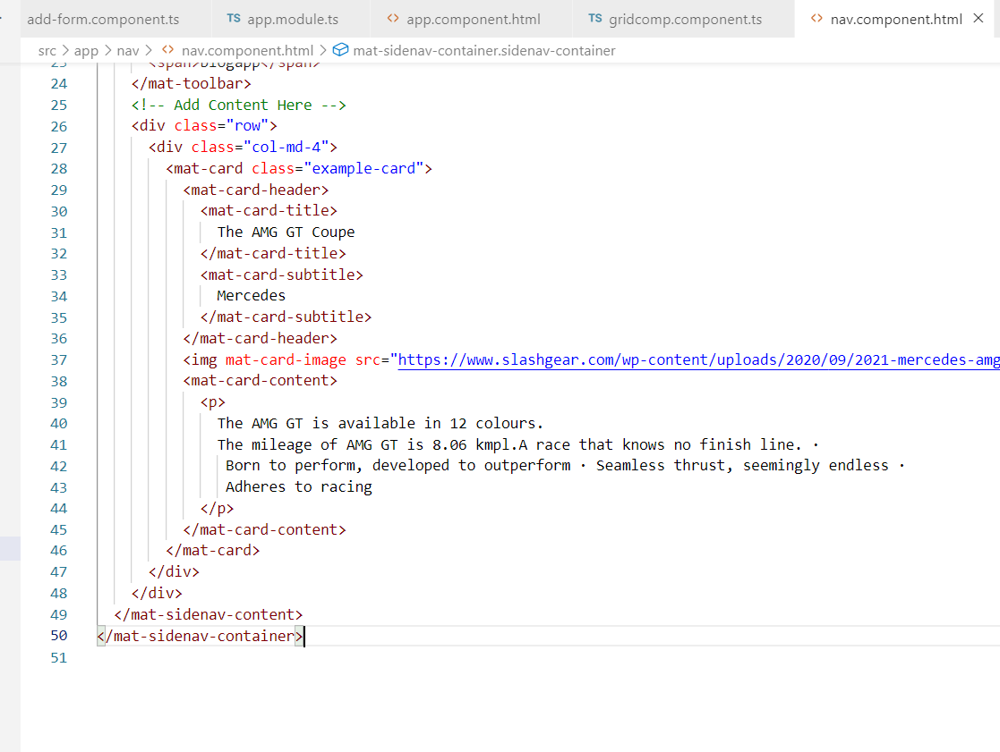 add-form.component.ts TS app.module.ts <> app.component.html TS gridcomp.component.ts <> nav.component.html ×
src > app > nav > <> nav.component.html > mat-sidenav-container.sidenav-container
23 <span>blogapp</span>
24 </mat-toolbar>
25 <!-- Add Content Here -->
26 <div class="row">
27 <div class="col-md-4">
28 <mat-card class="example-card">
29 <mat-card-header>
30 <mat-card-title>
31 The AMG GT Coupe
32 </mat-card-title>
33 <mat-card-subtitle>
34 Mercedes
35 </mat-card-subtitle>
36 </mat-card-header>
37 <img mat-card-image src="https://www.slashgear.com/wp-content/uploads/2020/09/2021-mercedes-amg
38 <mat-card-content>
39 <p>
40 The AMG GT is available in 12 colours.
41 The mileage of AMG GT is 8.06 kmpl.A race that knows no finish line. ·
42 Born to perform, developed to outperform · Seamless thrust, seemingly endless ·
43 Adheres to racing
44 </p>
45 </mat-card-content>
46 </mat-card>
47 </div>
48 </div>
49 </mat-sidenav-content>
50 </mat-sidenav-container>
51